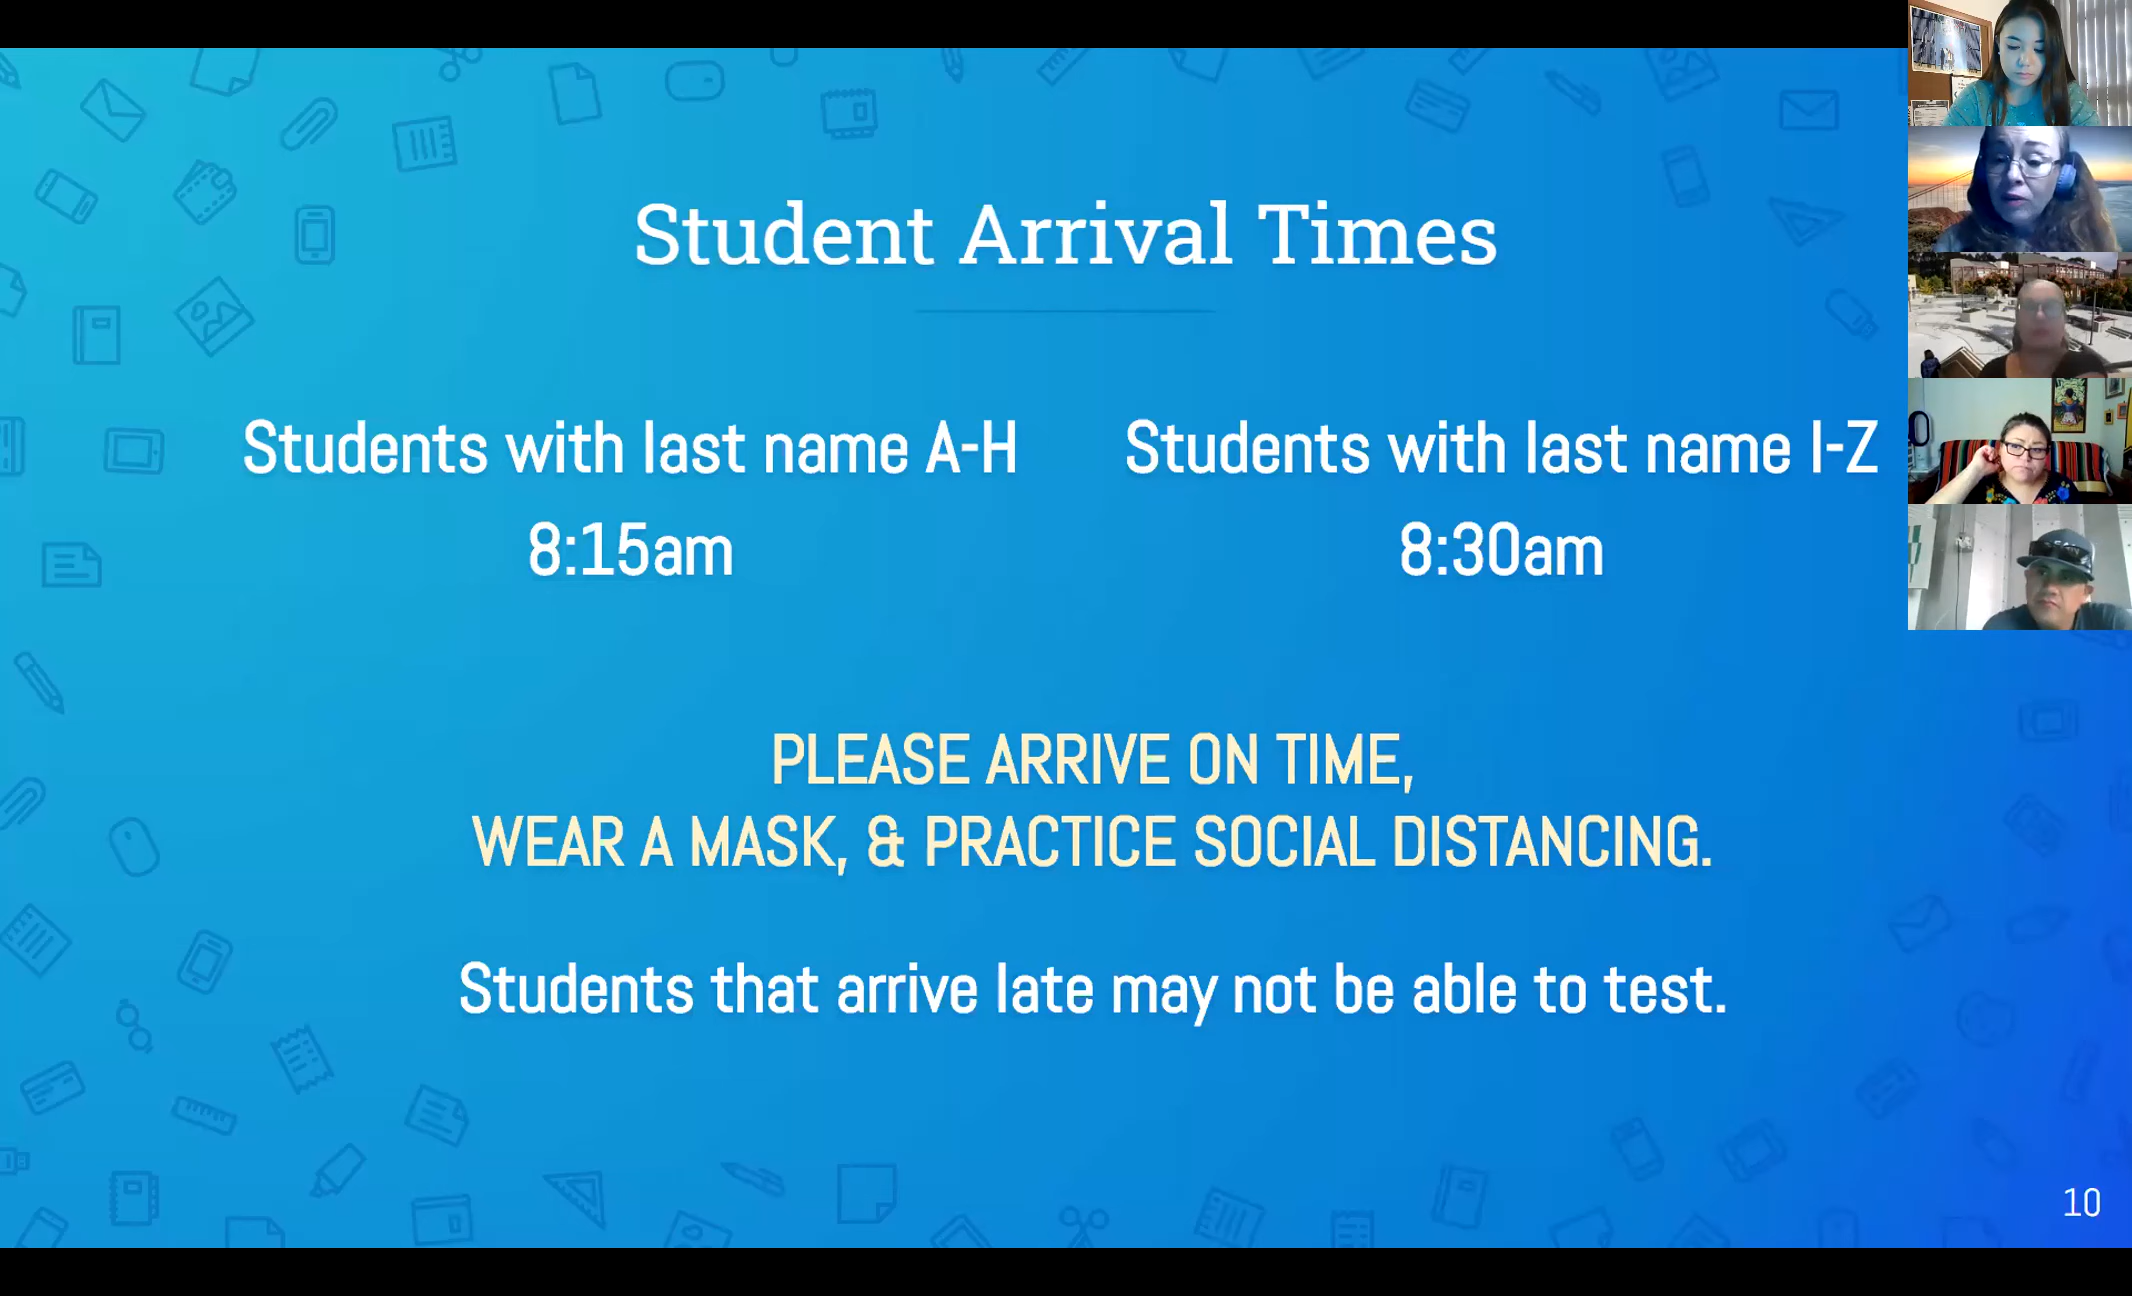 Student Arrival Times
Students with last name A-H
8:15am
Students with last name I-Z
8:30am
PLEASE ARRIVE ON TIME,
WEAR A MASK, & PRACTICE SOCIAL DISTANCING.
Students that arrive late may not be able to test.
10